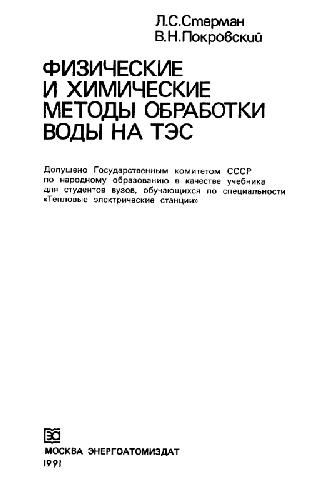 Л.С.Стерман
В.Н.Покровский
ФИЗИЧЕСКИЕ
И ХИМИЧЕСКИЕ
МЕТОДЫ ОБРАБОТКИ
ВОДЫ НА ТЭС
Допущено Государственным комитетом СССР
по народному образованию в качестве учебника
для студентов вузов, обучающихся по специальности
«Тепловые электрические станции»
МОСКВА ЭНЕРГОАТОМИЗДАТ
1991